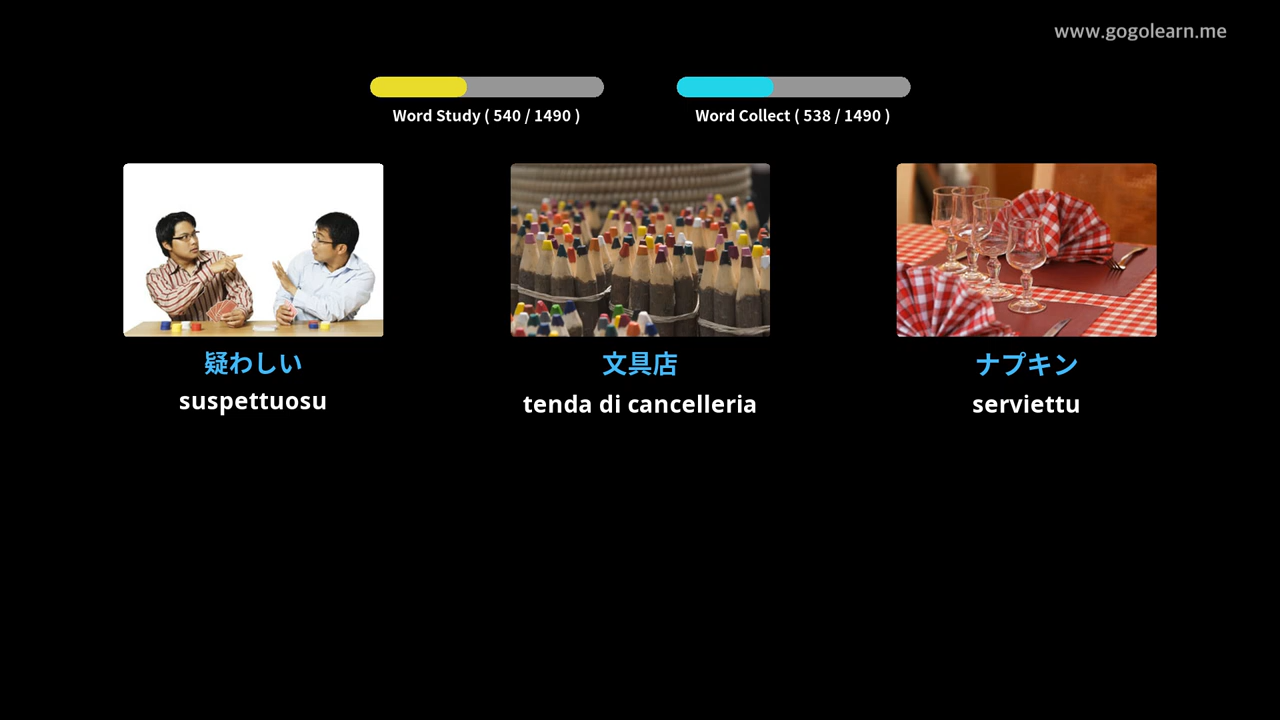 www.gogolearn.me
Word Study ( 540 / 1490 )
Word Collect ( 538 / 1490 )
疑わしい
suspettuosu
文具店
tenda di cancelleria
ナプキン
serviettu